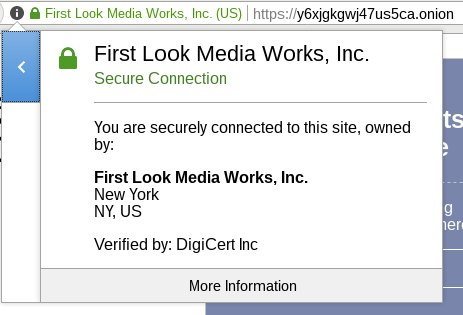 First Look Media Works, Inc. (US) https://y6xjgkgwj47us5ca.onion
First Look Media Works, Inc.
Secure Connection
You are securely connected to this site, owned
by:
First Look Media Works, Inc.
New York
NY, US
Verified by: DigiCert Inc
More Information